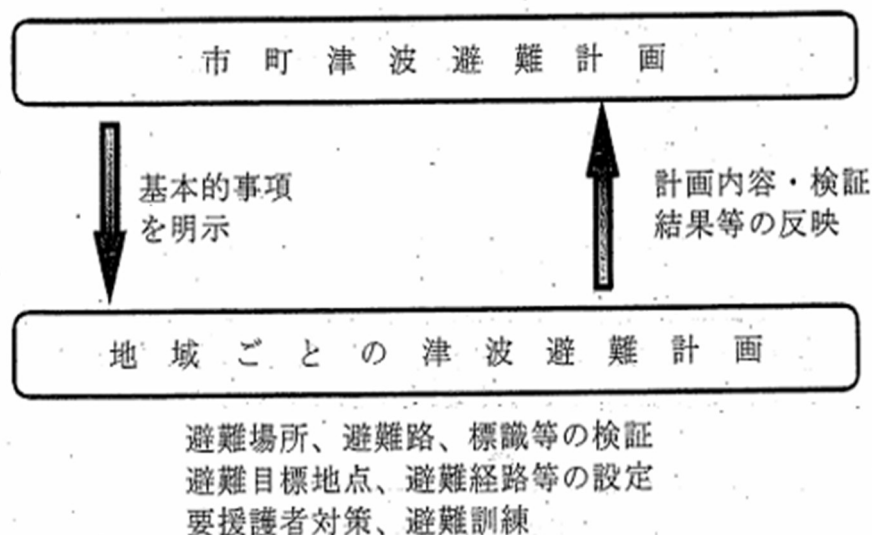 市町津波避難計画
基本的事項
を明示
計画内容・検証
結果等の反映
地域ごとの津波避難計画
避難場所、避難路、標識等の検証
避難目標地点、避難経路等の設定
要援護者対策、避難訓練